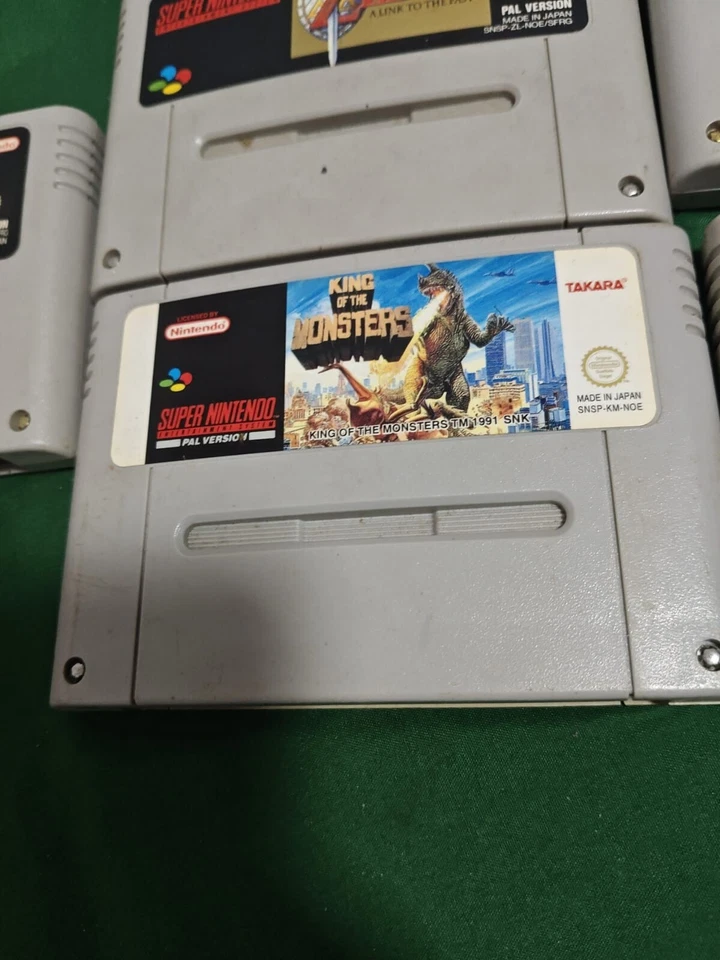 SUPER NINTENDO
A LINK TO THE PAST
PAL VERSION
MADE IN JAPAN
SNSP-ZL-NOE/SFRG
LICENSED BY
Nintendo
SUPER NINTENDO
ENTERTAINMENT SYSTEM
PAL VERSION
KING
OF THE
MONSTERS
KING OF THE MONSTERS TM 1991 SNK
TAKARA®
MADE IN JAPAN
SNSP-KM-NOE